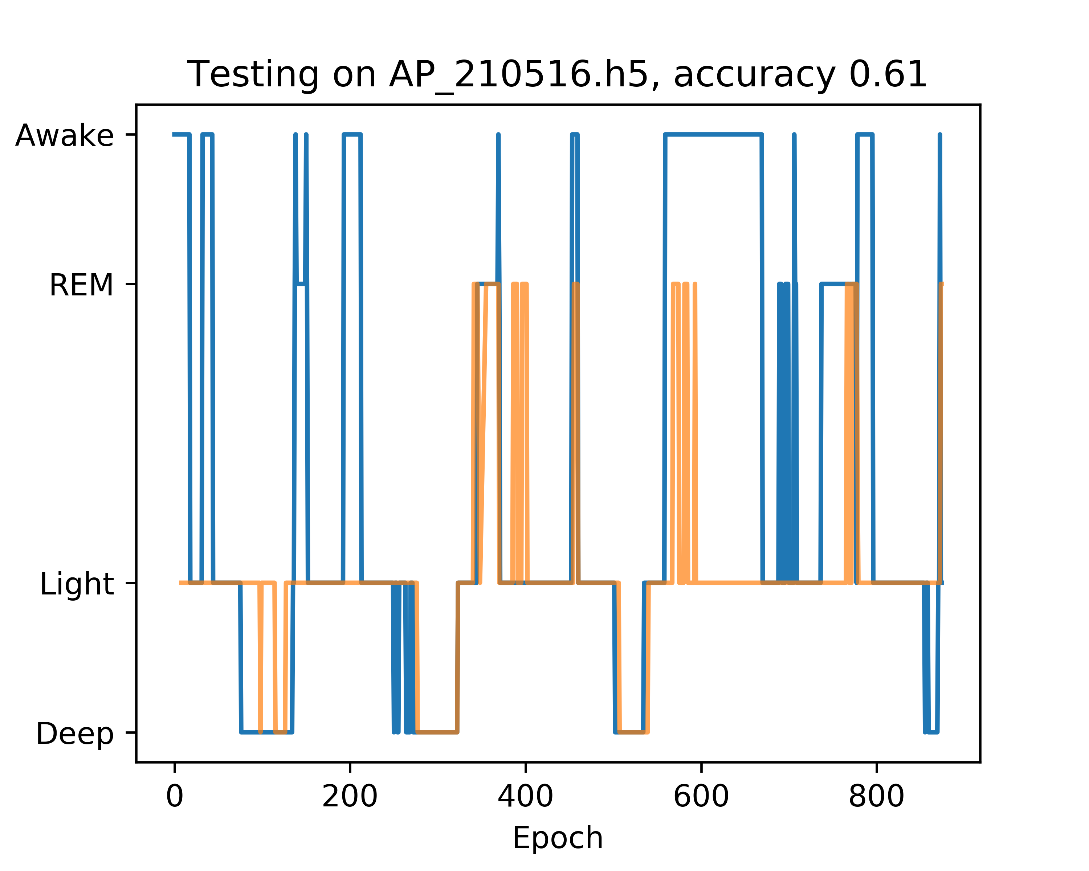 Testing on AP_210516.h5, accuracy 0.61
Awake
REM
Light
Deep
0 200 400 600 800
Epoch